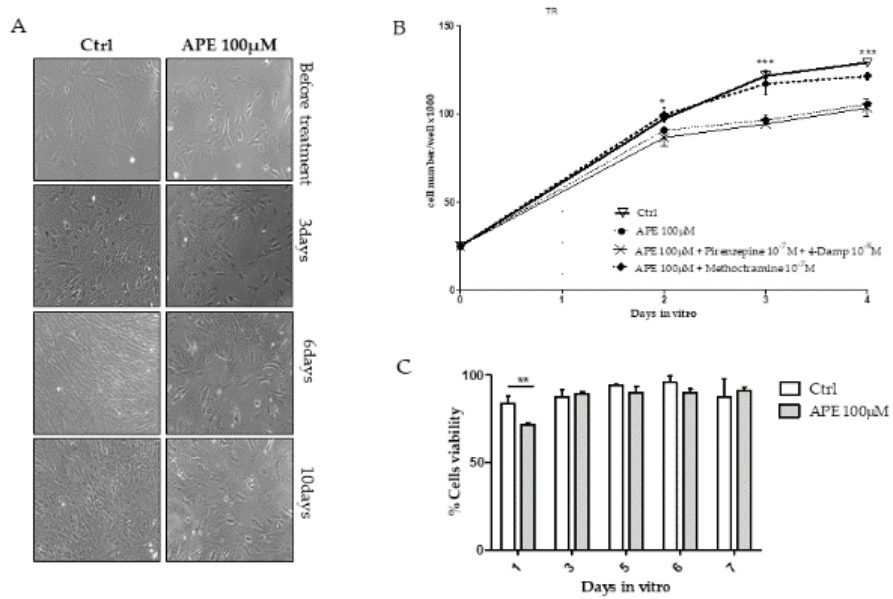 A
Ctrl
APE 100µM
Before treatment
3days
6days
10days
B
TR
150
100
50
0
cell number/well x1000
*
***
***
Ctrl
APE 100µM
APE 100µM + Pirenzepine 10⁻⁷M + 4-Damp 10⁻⁹M
APE 100µM + Methoctramine 10⁻⁷M
0
1
2
3
4
Days in vitro
C
100
50
0
% Cells viability
**
Ctrl
APE 100µM
1
3
5
6
7
Days in vitro